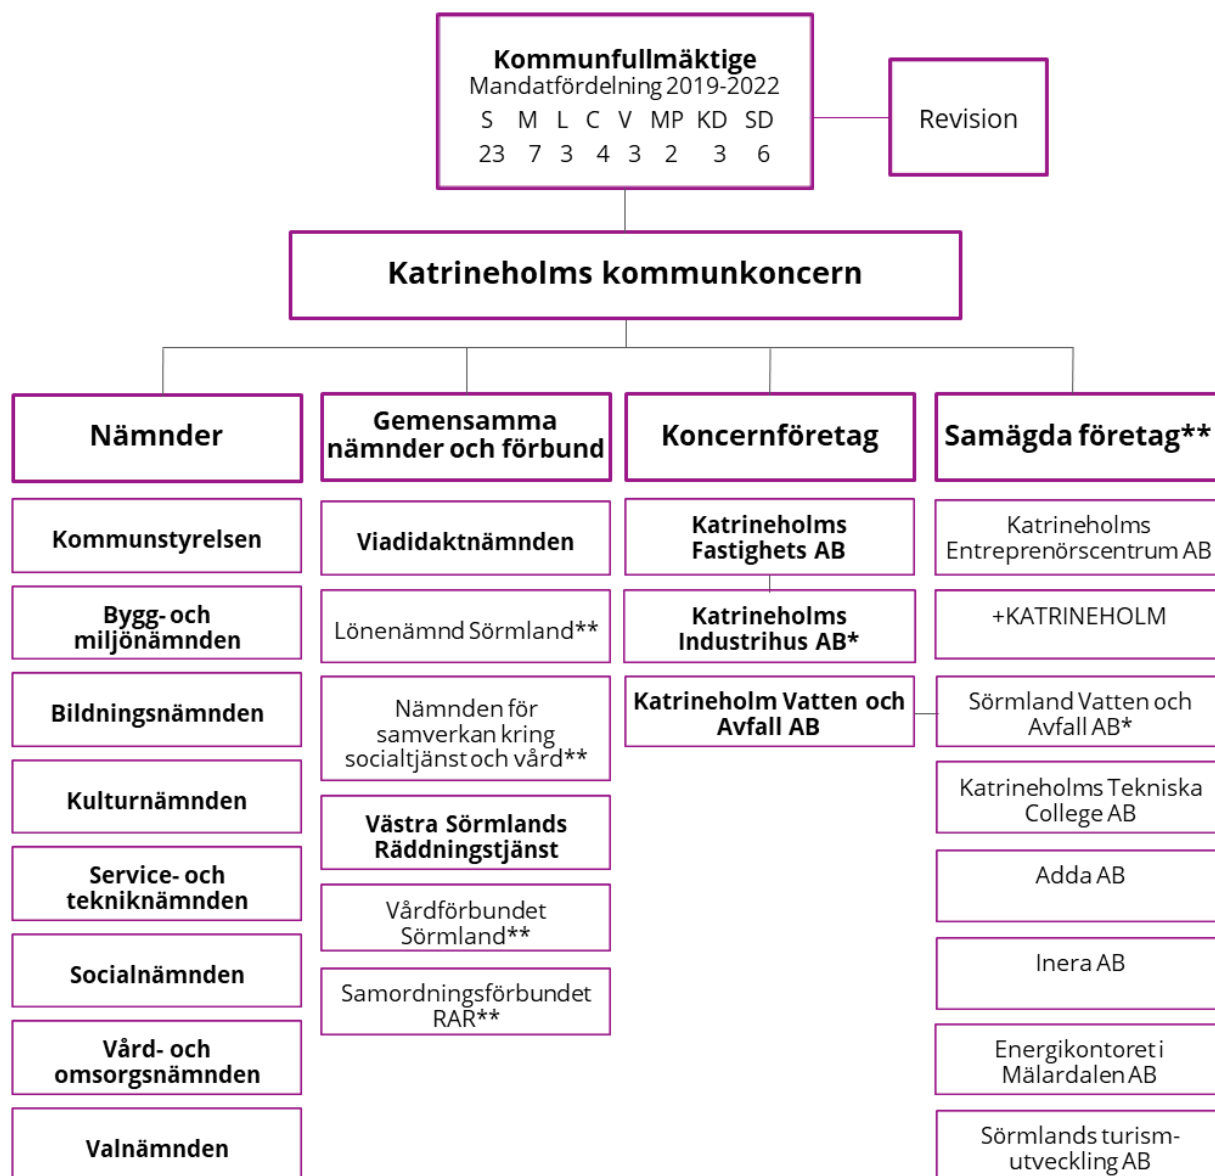 Kommunfullmäktige
Mandatfördelning 2019-2022
S M L C V MP KD SD
23 7 3 4 3 2 3 6
Revision
Katrineholms kommunkoncern
Nämnder
Kommunstyrelsen
Bygg- och
miljönämnden
Bildningsnämnden
Kulturnämnden
Service- och
tekniknämnden
Socialnämnden
Vård- och
omsorgsnämnden
Valnämnden
Gemensamma
nämnder och förbund
Viadidaktnämnden
Lönenämnd Sörmland**
Nämnden för
samverkan kring
socialtjänst och vård**
Västra Sörmlands
Räddningstjänst
Vårdförbundet
Sörmland**
Samordningsförbundet
RAR**
Koncernföretag
Katrineholms
Fastighets AB
Katrineholms
Industrihus AB*
Katrineholm Vatten och
Avfall AB
Samägda företag**
Katrineholms
Entreprenörscentrum AB
+KATRINEHOLM
Sörmland Vatten och
Avfall AB*
Katrineholms Tekniska
College AB
Adda AB
Inera AB
Energikontoret i
Mälardalen AB
Sörmlands turism-
utveckling AB